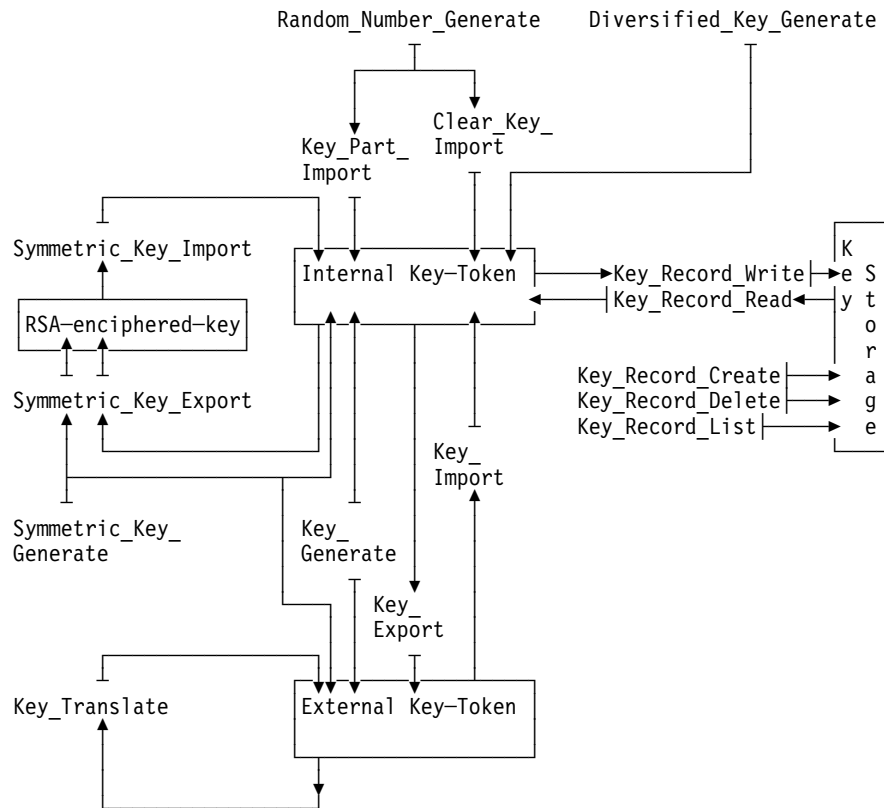 Random_Number_Generate Diversified_Key_Generate
Clear_Key_
Import
Key_Part_
Import
Symmetric_Key_Import
Internal Key—Token
Key_Record_Write
Key_Record_Read
Key
Storage
RSA—enciphered—key
Symmetric_Key_Export
Key_Record_Create
Key_Record_Delete
Key_Record_List
Key_
Import
Symmetric_Key_
Generate
Key_
Generate
Key_
Export
Key_Translate
External Key—Token